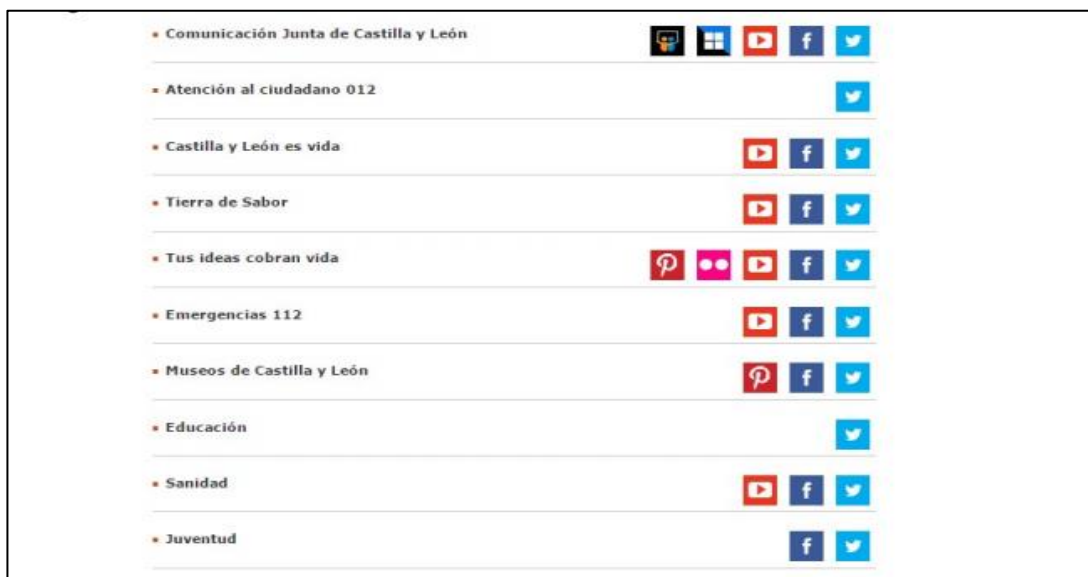 Comunicación Junta de Castilla y León
Atención al ciudadano 012
Castilla y León es vida
Tierra de Sabor
Tus ideas cobran vida
Emergencias 112
Museos de Castilla y León
Educación
Sanidad
Juventud